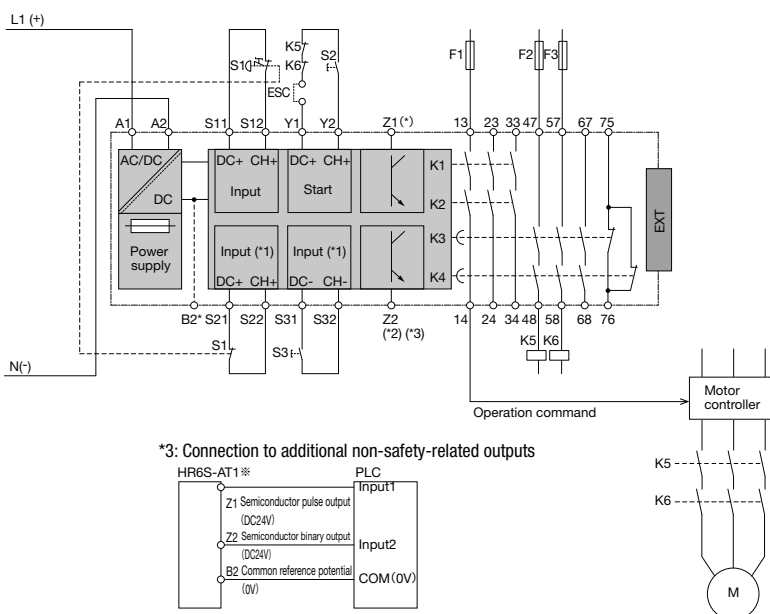 L1 (+)
K5
S1
K6
S2
ESC
F1
F2
F3
A1
A2
S11
S12
Y1
Y2
Z1(*)
13
23
33
47
57
67
75
AC/DC
DC
DC+
CH+
Input
DC+
CH+
Start
K1
K2
Power
supply
Input (*1)
DC+
CH+
Input (*1)
DC-
CH-
K3
K4
EXT
B2*
S21
S22
S31
S32
Z2
(*2) (*3)
14
24
34
48
58
68
76
S1
S3
K5
K6
N(-)
Operation command
Motor
controller
K5
K6
M
*3: Connection to additional non-safety-related outputs
HR6S-AT1※
PLC
Input1
Z1 Semiconductor pulse output
(DC24V)
Z2 Semiconductor binary output
(DC24V)
Input2
B2 Common reference potential
(0V)
COM(0V)